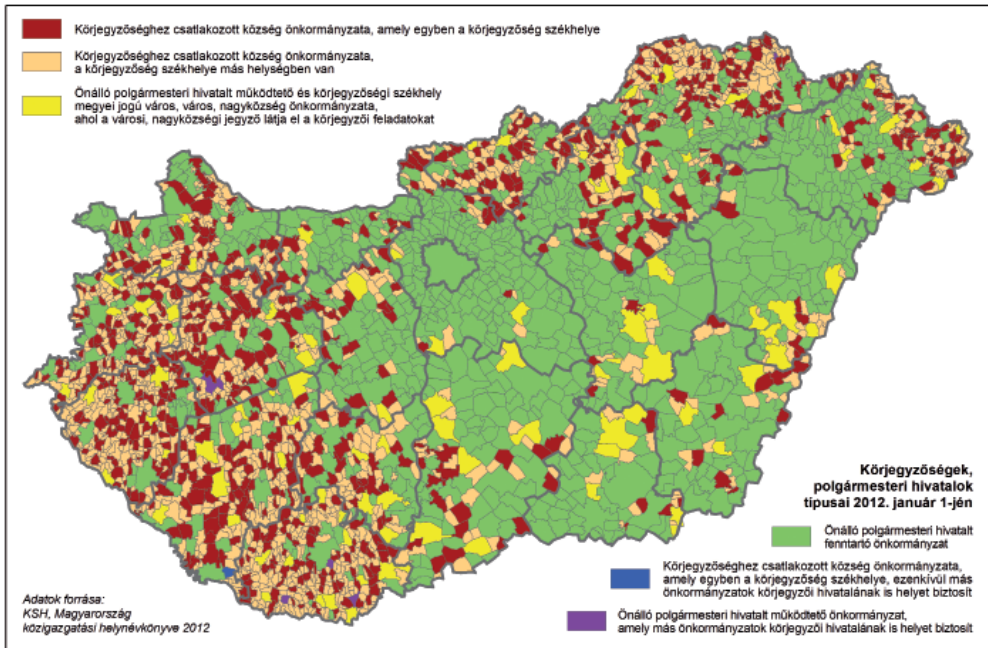 Körjegyzőséghez csatlakozott község önkormányzata, amely egyben a körjegyzőség székhelye
Körjegyzőséghez csatlakozott község önkormányzata,
a körjegyzőség székhelye más helységben van
Önálló polgármesteri hivatalt működtető és körjegyzőségi székhely
megyei jogú város, város, nagyközség önkormányzata,
ahol a városi, nagyközségi jegyző látja el a körjegyzői feladatokat
Körjegyzőségek,
polgármesteri hivatalok
típusai 2012. január 1-jén
Önálló polgármesteri hivatalt
fenntartó önkormányzat
Körjegyzőséghez csatlakozott község önkormányzata,
amely egyben a körjegyzőség székhelye, ezenkívül más
önkormányzatok körjegyzői hivatalának is helyet biztosít
Önálló polgármesteri hivatalt működtető önkormányzat,
amely más önkormányzatok körjegyzői hivatalának is helyet biztosít
Adatok forrása:
KSH, Magyarország
közigazgatási helynévkönyve 2012